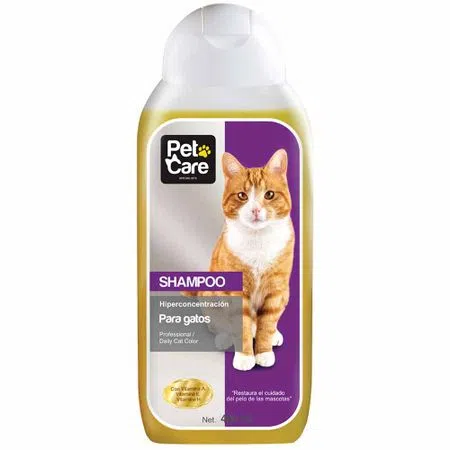 Pet
Care
SHAMPOO
Hiperconcentración
Para gatos
Professional /
Daily Cat Color
Con Vitamina A,
Vitamina E,
Vitamina H
"Restaura el cuidado
del pelo de las mascotas"
Net.